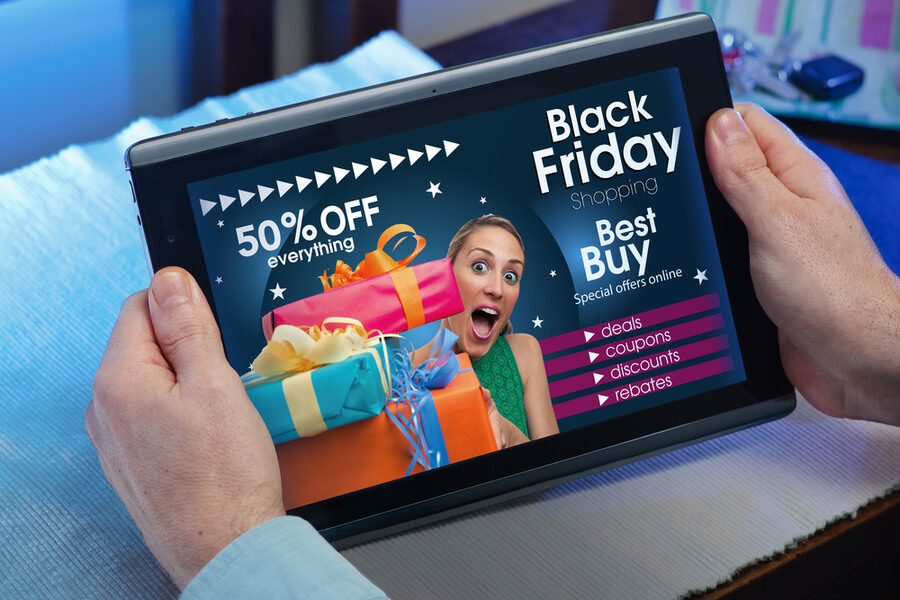 50% OFF
everything
Black
Friday
Shopping
Best
Buy
Special offers online
deals
coupons
discounts
rebates